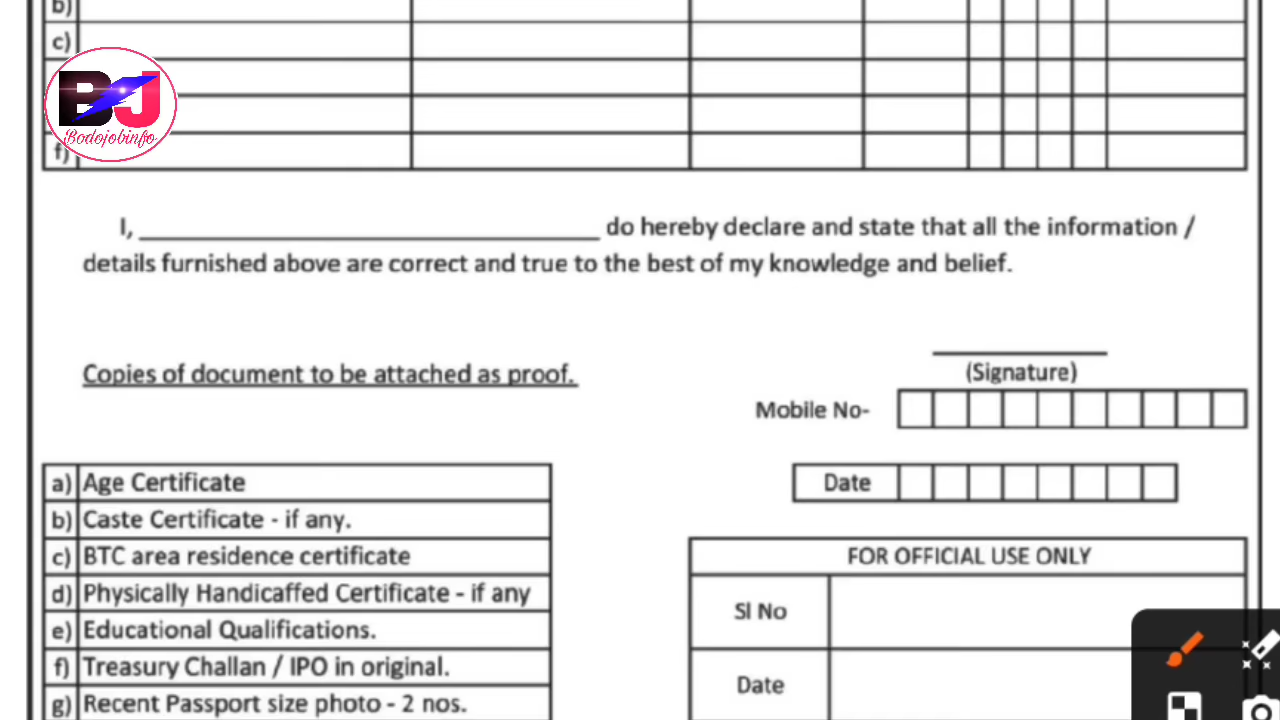 b)
c)
BJ
Bodojobinfo
f)
I, ______________________ do hereby declare and state that all the information /
details furnished above are correct and true to the best of my knowledge and belief.
Copies of document to be attached as proof.
(Signature)
Mobile No-
a) Age Certificate
Date
b) Caste Certificate - if any.
c) BTC area residence certificate
FOR OFFICIAL USE ONLY
d) Physically Handicaffed Certificate - if any
Sl No
e) Educational Qualifications.
f) Treasury Challan / IPO in original.
Date
g) Recent Passport size photo - 2 nos.